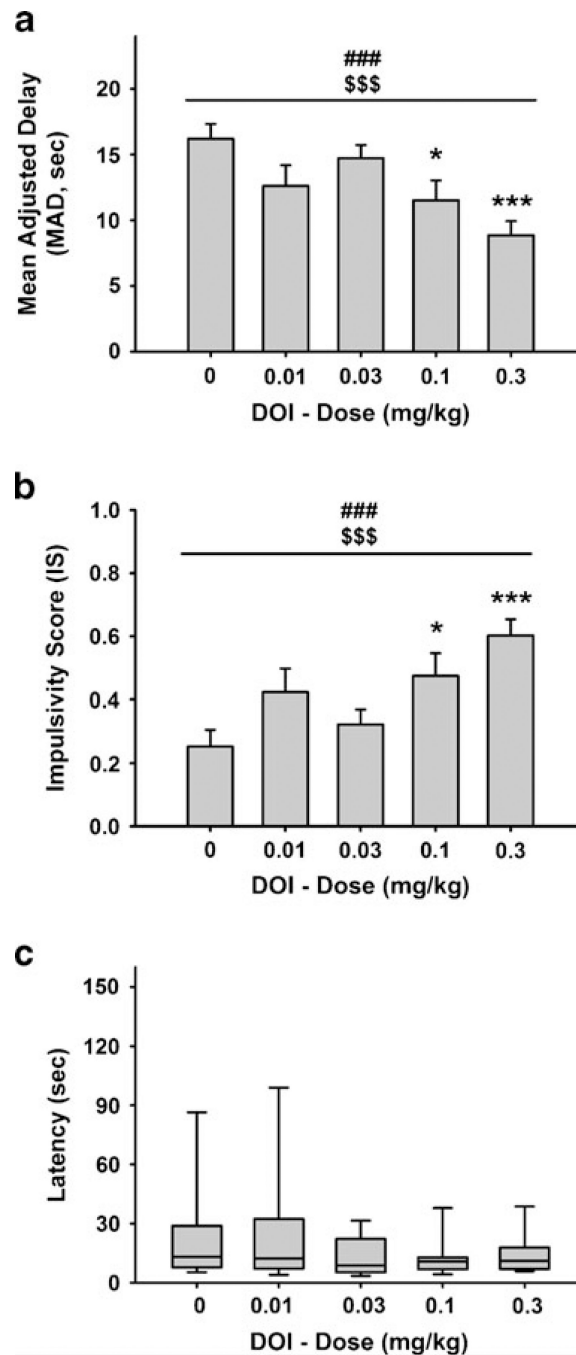 a
###
$$$
20
15
10
5
0
*
***
Mean Adjusted Delay
(MAD, sec)
0 0.01 0.03 0.1 0.3
DOI - Dose (mg/kg)
b
###
$$$
1.0
0.8
0.6
0.4
0.2
0.0
*
***
Impulsivity Score (IS)
0 0.01 0.03 0.1 0.3
DOI - Dose (mg/kg)
c
150
120
90
60
30
0
Latency (sec)
0 0.01 0.03 0.1 0.3
DOI - Dose (mg/kg)